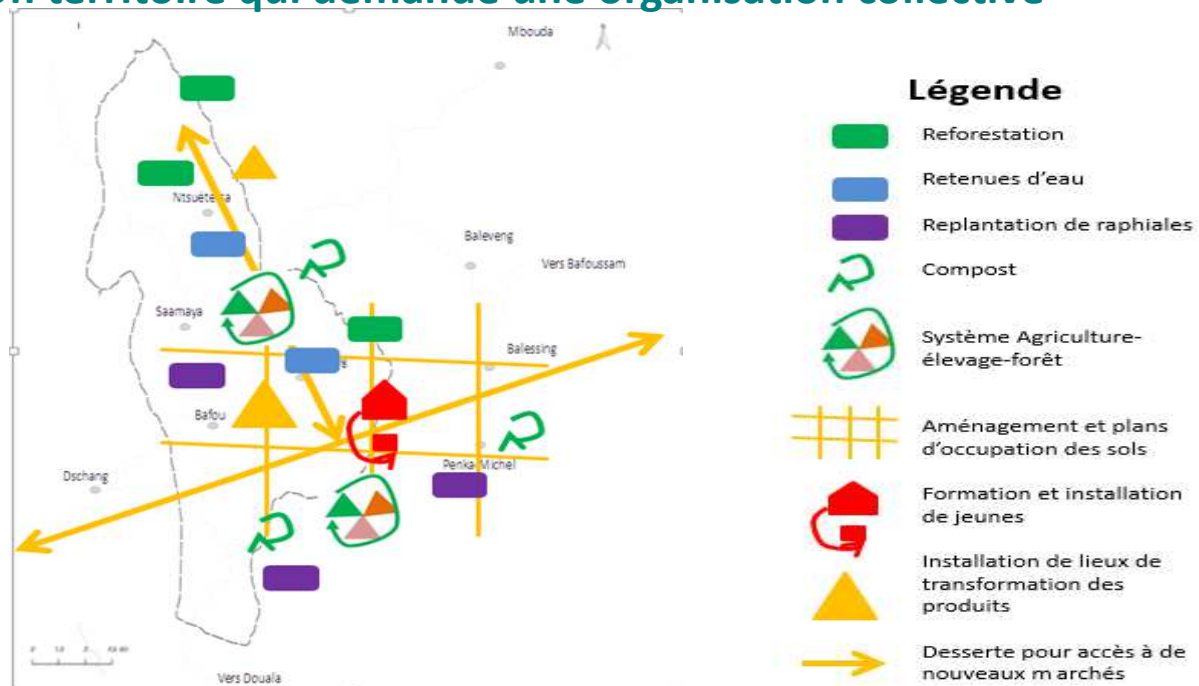 on territoire qui demande une organisation collective
Mbouda
Ntsuéte
Baleveng
Vers Bafoussam
Saamaya
Balessing
Bafou
Dschang
Penka Michel
Vers Douala
Légende
Reforestation
Retenues d'eau
Replantation de raphiales
Compost
Système Agriculture-
élevage-forêt
Aménagement et plans
d'occupation des sols
Formation et installation
de jeunes
Installation de lieux de
transformation des
produits
Desserte pour accès à de
nouveaux marchés